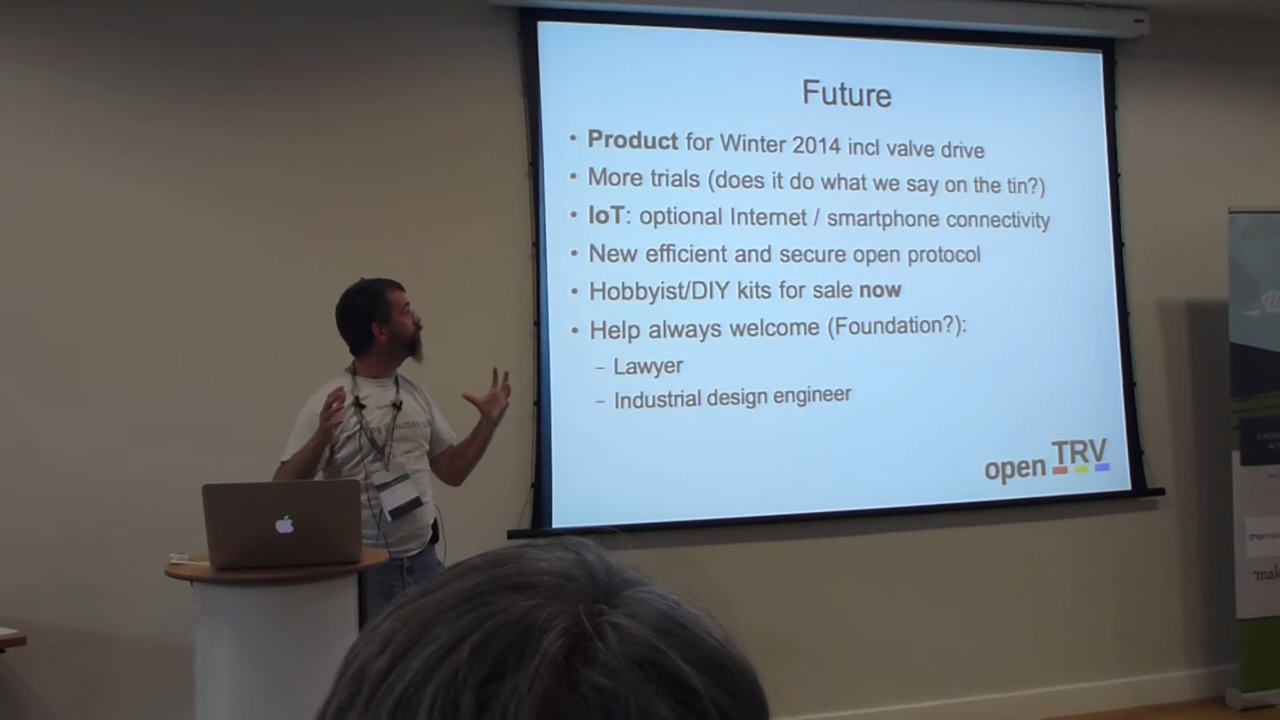 Future
• Product for Winter 2014 incl valve drive
• More trials (does it do what we say on the tin?)
• IoT: optional Internet / smartphone connectivity
• New efficient and secure open protocol
• Hobbyist/DIY kits for sale now
• Help always welcome (Foundation?):
– Lawyer
– Industrial design engineer
open TRV
human